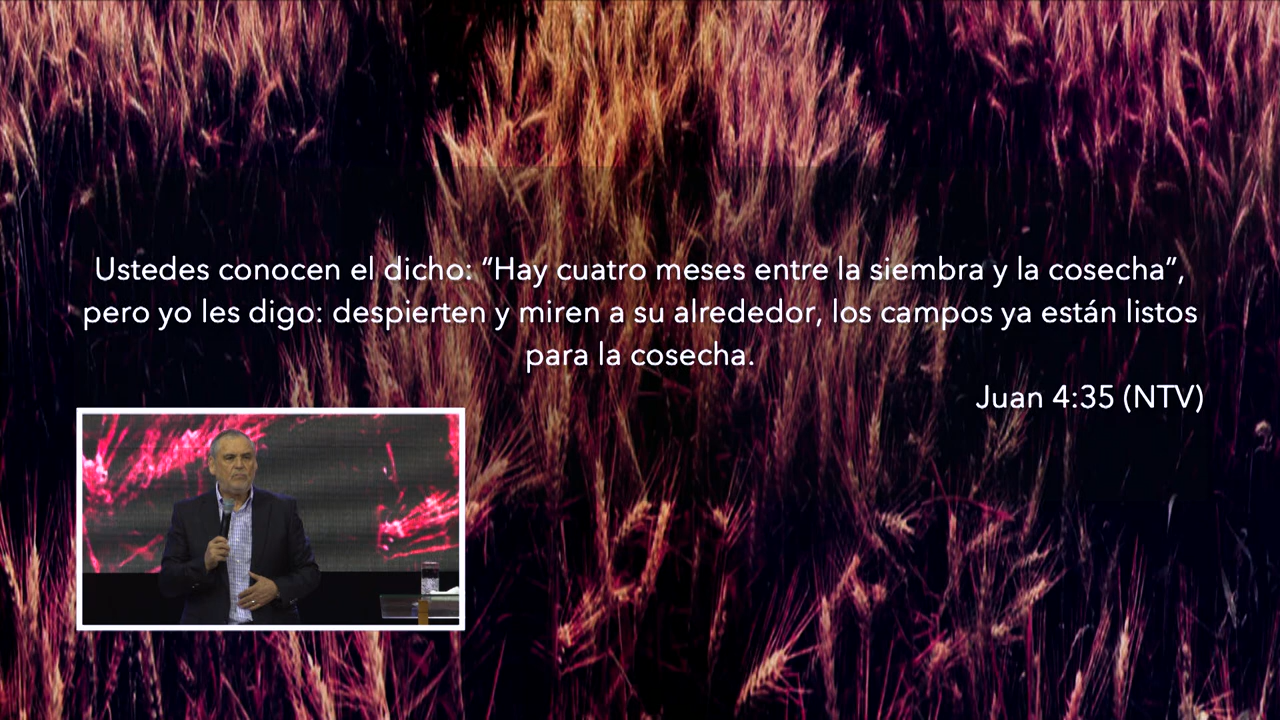 Ustedes conocen el dicho: “Hay cuatro meses entre la siembra y la cosecha”,
pero yo les digo: despierten y miren a su alrededor, los campos ya están listos
para la cosecha.
Juan 4:35 (NTV)